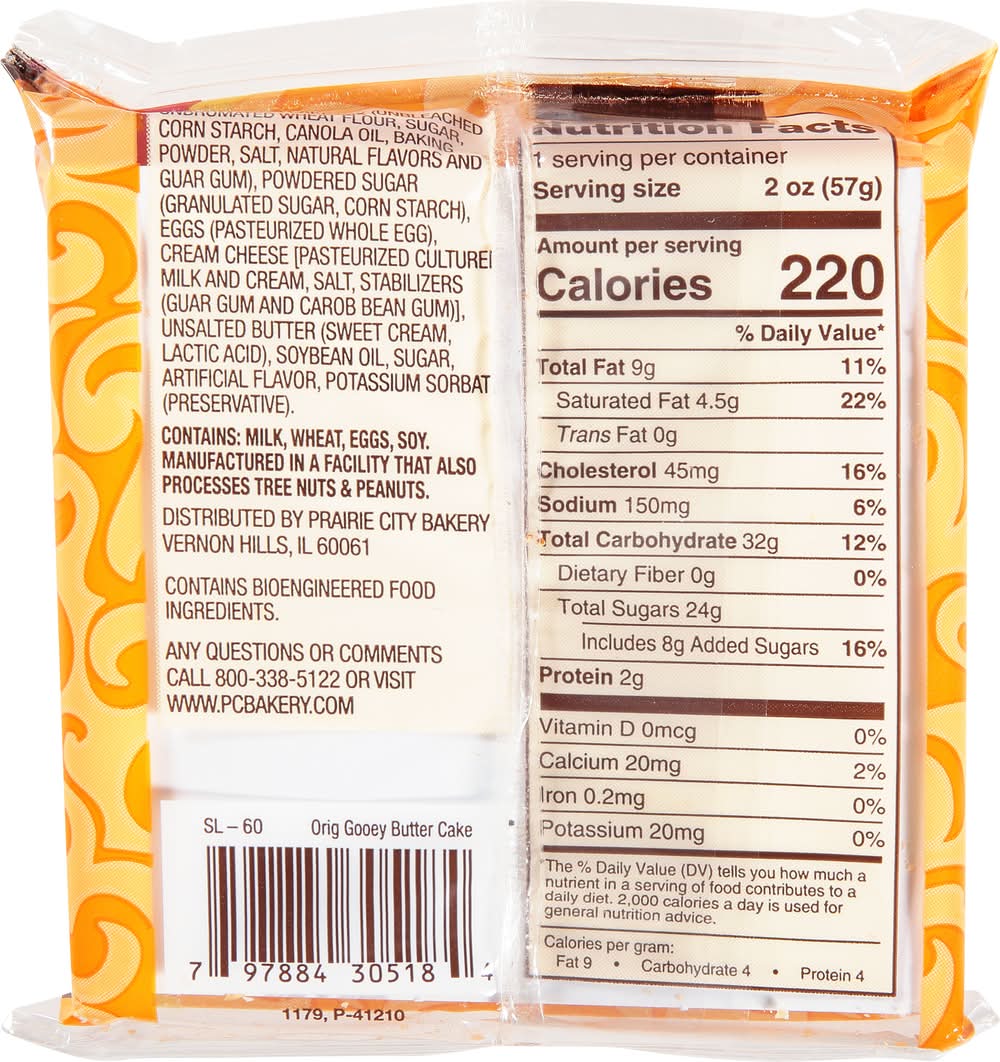 UNBLEACHED
UNBROMATED WHEAT FLOUR, SUGAR,
CORN STARCH, CANOLA OIL, BAKING
POWDER, SALT, NATURAL FLAVORS AND
GUAR GUM), POWDERED SUGAR
(GRANULATED SUGAR, CORN STARCH),
EGGS (PASTEURIZED WHOLE EGG),
CREAM CHEESE [PASTEURIZED CULTURE
MILK AND CREAM, SALT, STABILIZERS
(GUAR GUM AND CAROB BEAN GUM)],
UNSALTED BUTTER (SWEET CREAM,
LACTIC ACID), SOYBEAN OIL, SUGAR,
ARTIFICIAL FLAVOR, POTASSIUM SORBAT
(PRESERVATIVE).
CONTAINS: MILK, WHEAT, EGGS, SOY.
MANUFACTURED IN A FACILITY THAT ALSO
PROCESSES TREE NUTS & PEANUTS.
DISTRIBUTED BY PRAIRIE CITY BAKERY
VERNON HILLS, IL 60061
CONTAINS BIOENGINEERED FOOD
INGREDIENTS.
ANY QUESTIONS OR COMMENTS
CALL 800-338-5122 OR VISIT
WWW.PCBAKERY.COM
SL – 60 Orig Gooey Butter Cake
7 97884 30518 4
1179, P-41210
Nutrition Facts
1 serving per container
Serving size 2 oz (57g)
Amount per serving
Calories 220
% Daily Value*
Total Fat 9g 11%
Saturated Fat 4.5g 22%
Trans Fat 0g
Cholesterol 45mg 16%
Sodium 150mg 6%
Total Carbohydrate 32g 12%
Dietary Fiber 0g 0%
Total Sugars 24g
Includes 8g Added Sugars 16%
Protein 2g
Vitamin D 0mcg 0%
Calcium 20mg 2%
Iron 0.2mg 0%
Potassium 20mg 0%
*The % Daily Value (DV) tells you how much a
nutrient in a serving of food contributes to a
daily diet. 2,000 calories a day is used for
general nutrition advice.
Calories per gram:
Fat 9 • Carbohydrate 4 • Protein 4